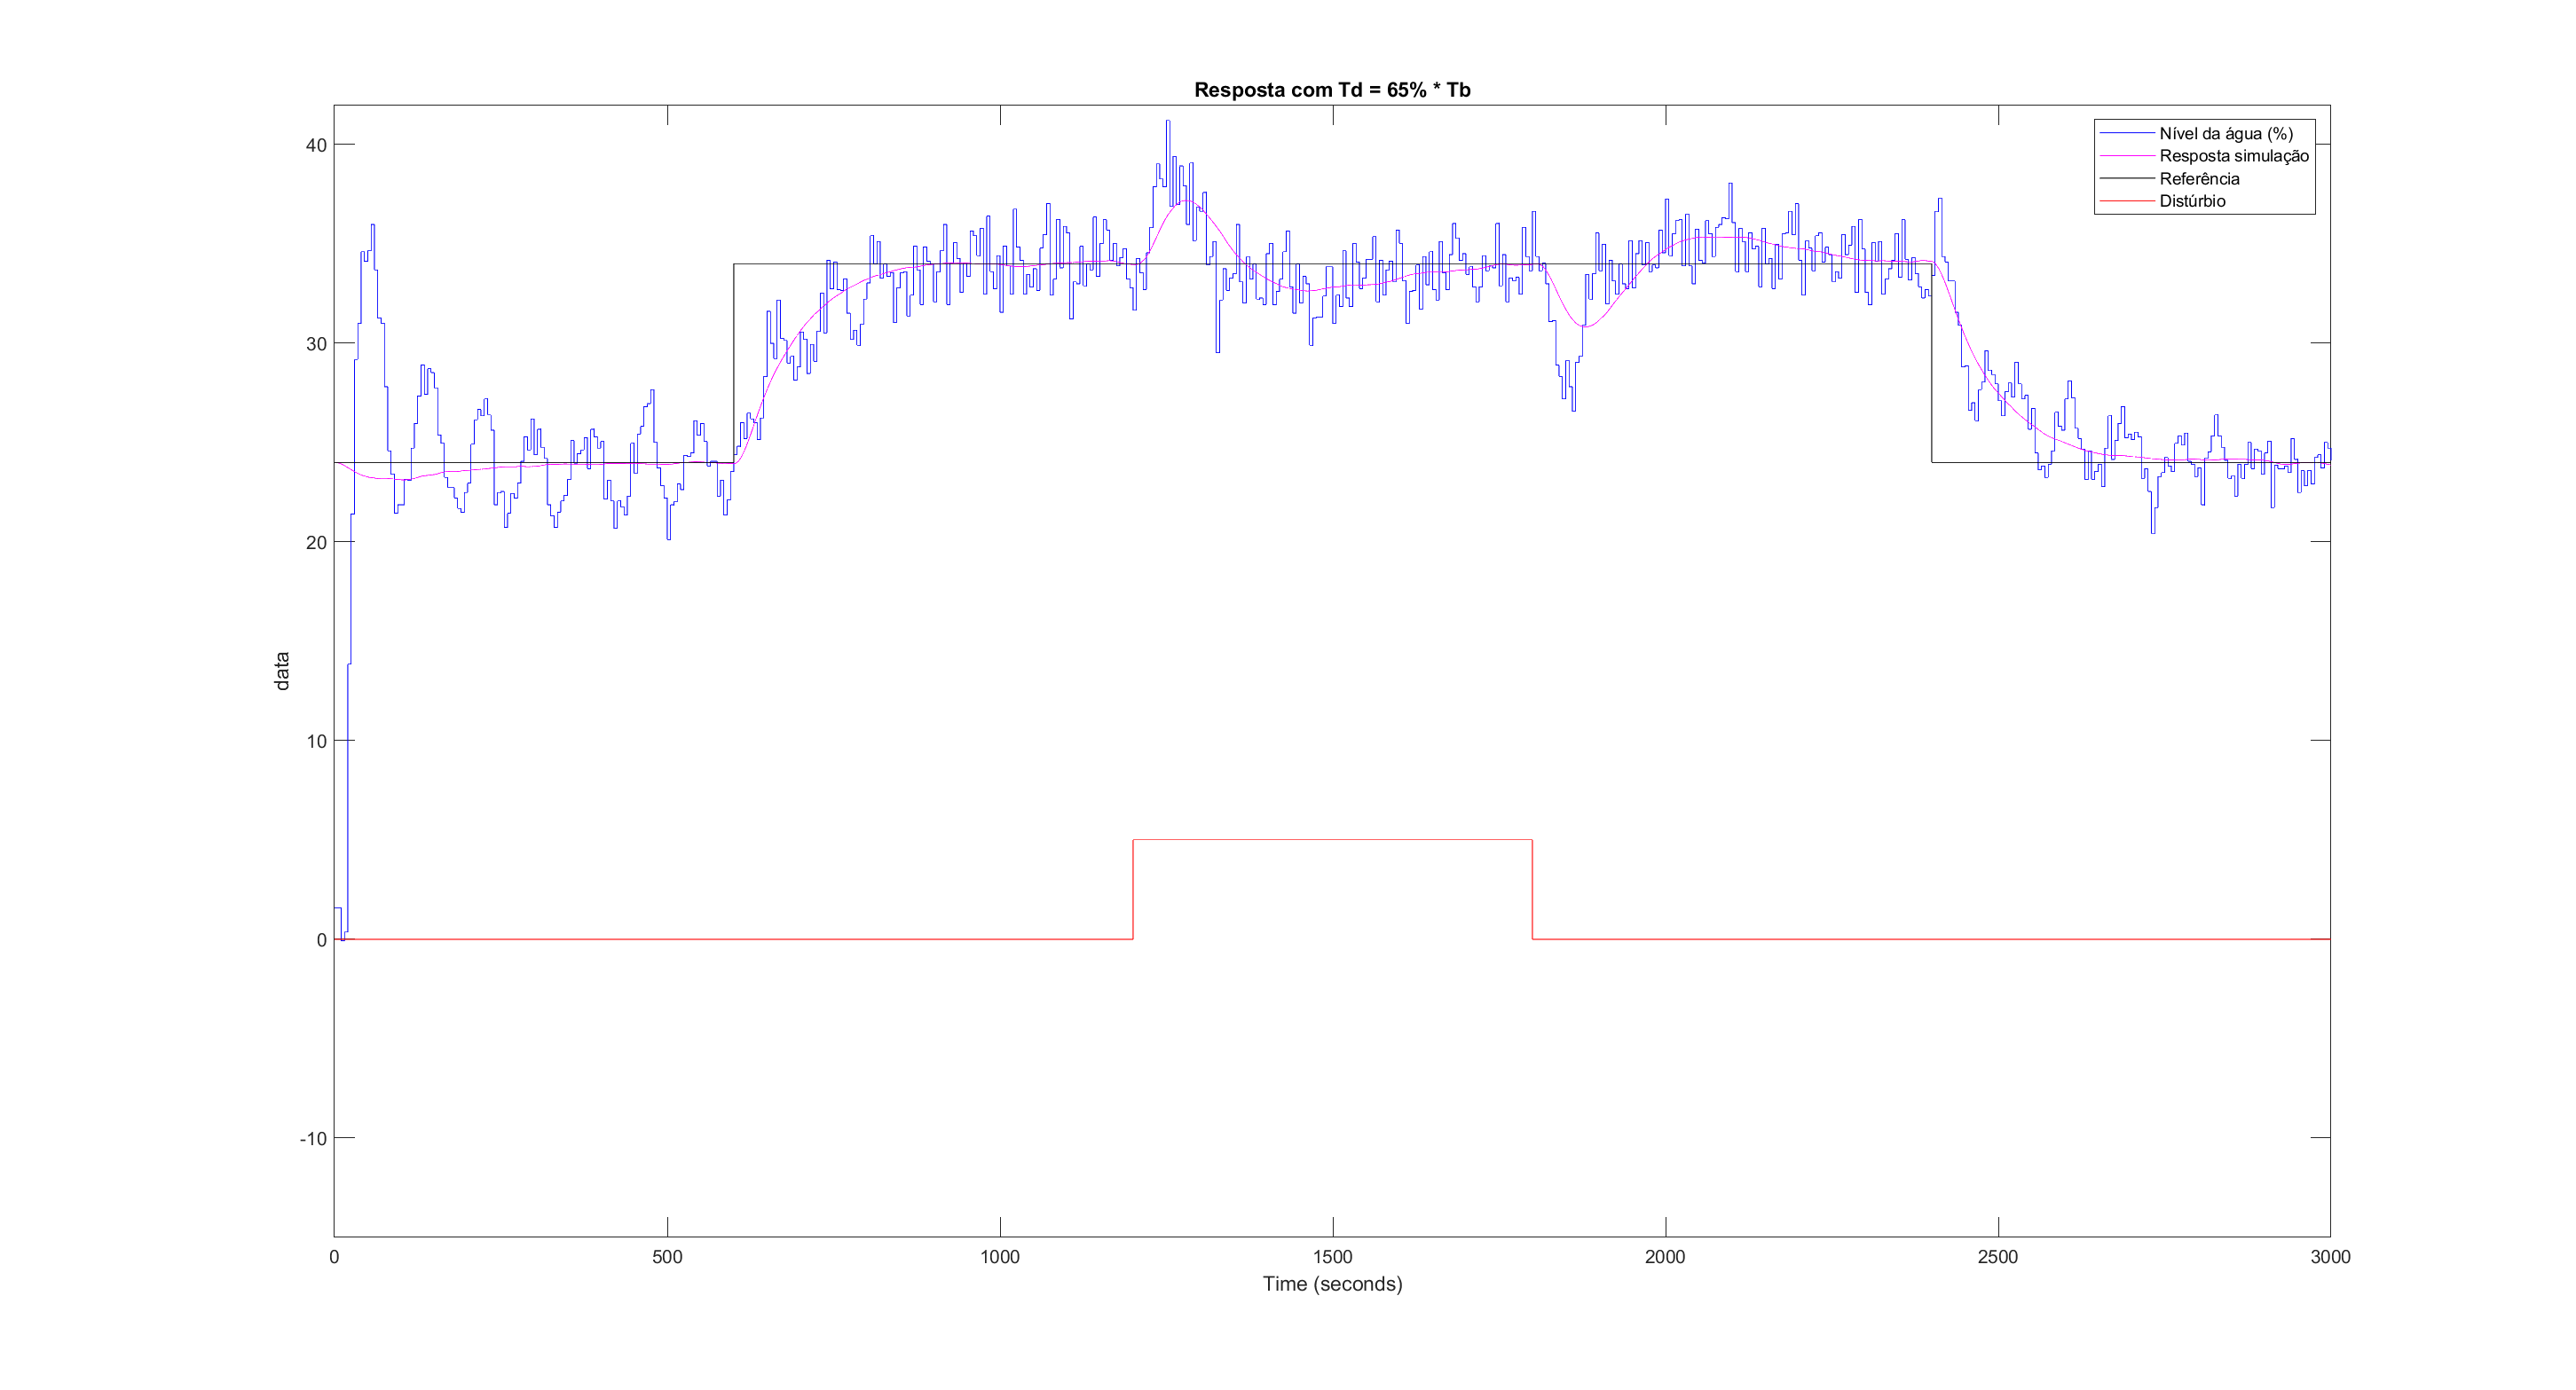 Resposta com Td = 65% * Tb
Nível da água (%)
Resposta simulação
Referência
Distúrbio
40
30
20
10
0
-10
data
0 500 1000 1500 2000 2500 3000
Time (seconds)